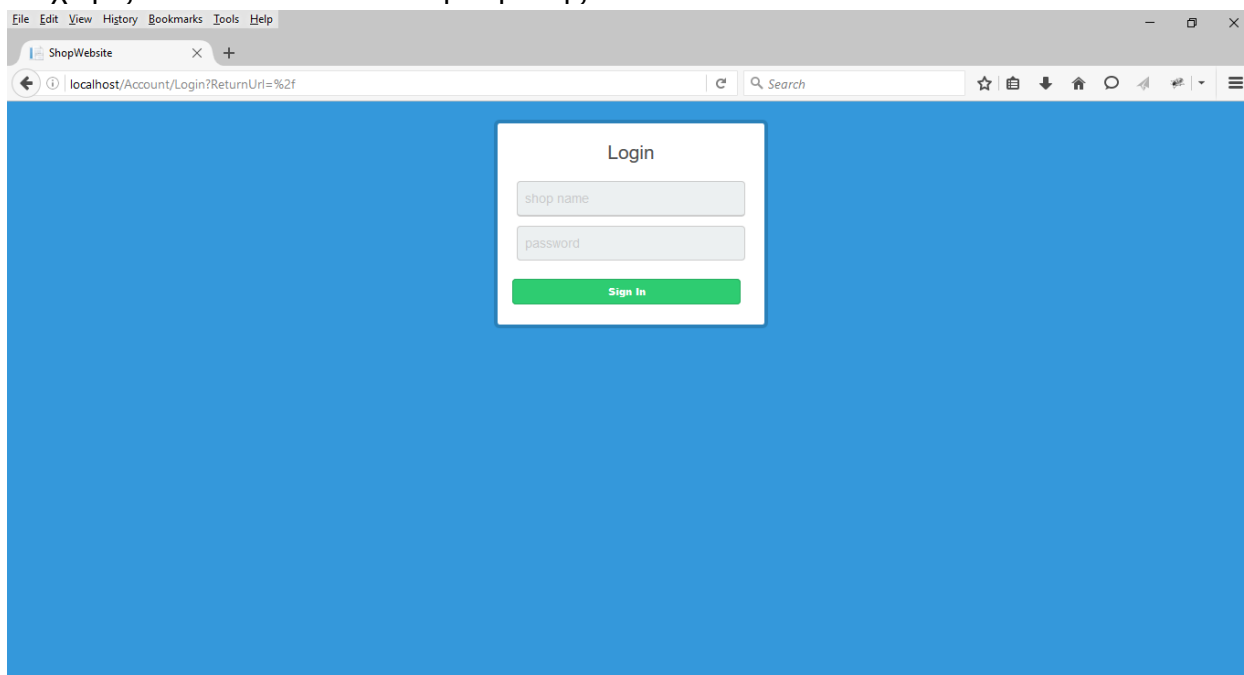 File Edit View History Bookmarks Tools Help
ShopWebsite
localhost/Account/Login?ReturnUrl=%2f
Search
Login
shop name
password
Sign In